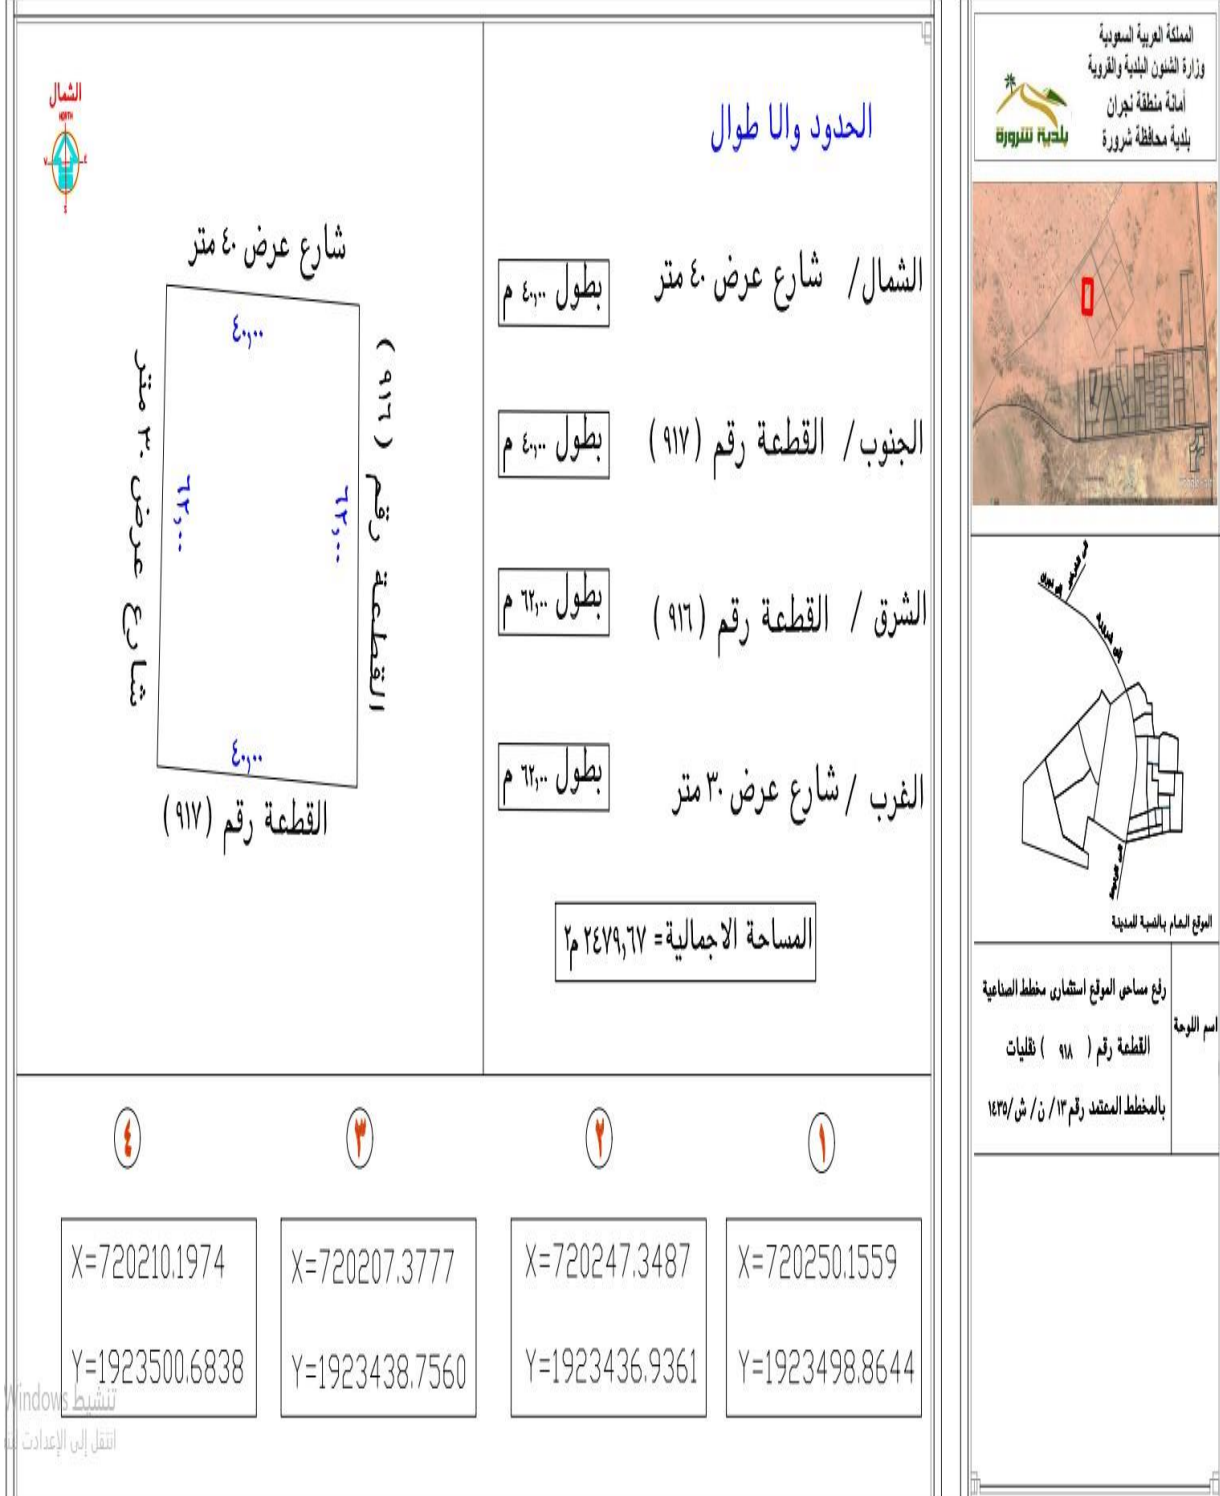 المملكة العربية السعودية
وزارة الشئون البلدية والقروية
أمانة منطقة نجران
بلدية محافظة شرورة
بلدية شرورة
الشمال
NORTH
الحدود والا طوال
الشمال / شارع عرض ٤٠ متر
بطول ٤٠,٠٠ م
الجنوب / القطعة رقم ( ٩١٧ )
بطول ٤٠,٠٠ م
الشرق / القطعة رقم ( ٩١٦ )
بطول ٦٢,٠٠ م
الغرب / شارع عرض ٣٠ متر
بطول ٦٢,٠٠ م
المساحة الاجمالية= ٢٤٧٩,٦٧ م٢
شارع عرض ٤٠ متر
٤٠,٠٠
القطعة رقم ( ٩١٦ )
٦٢,٠٠
شارع عرض ٣٠ متر
٦٢,٠٠
٤٠,٠٠
القطعة رقم ( ٩١٧ )
الموقع العام بالنسبة للمدينة
اسم اللوحة
رفع مساحى الموقع استثمارى مخطط الصناعية
القطعة رقم ( ٩١٨ ) نقليات
بالمخطط المعتمد رقم ١٣/ ن/ ش/١٤٣٥
١
X=720250.1559
Y=1923498.8644
٢
X=720247.3487
Y=1923436.9361
٣
X=720207.3777
Y=1923438.7560
٤
X=720210.1974
Y=1923500.6838
تنشيط Windows
انتقل إلى الإعدادت